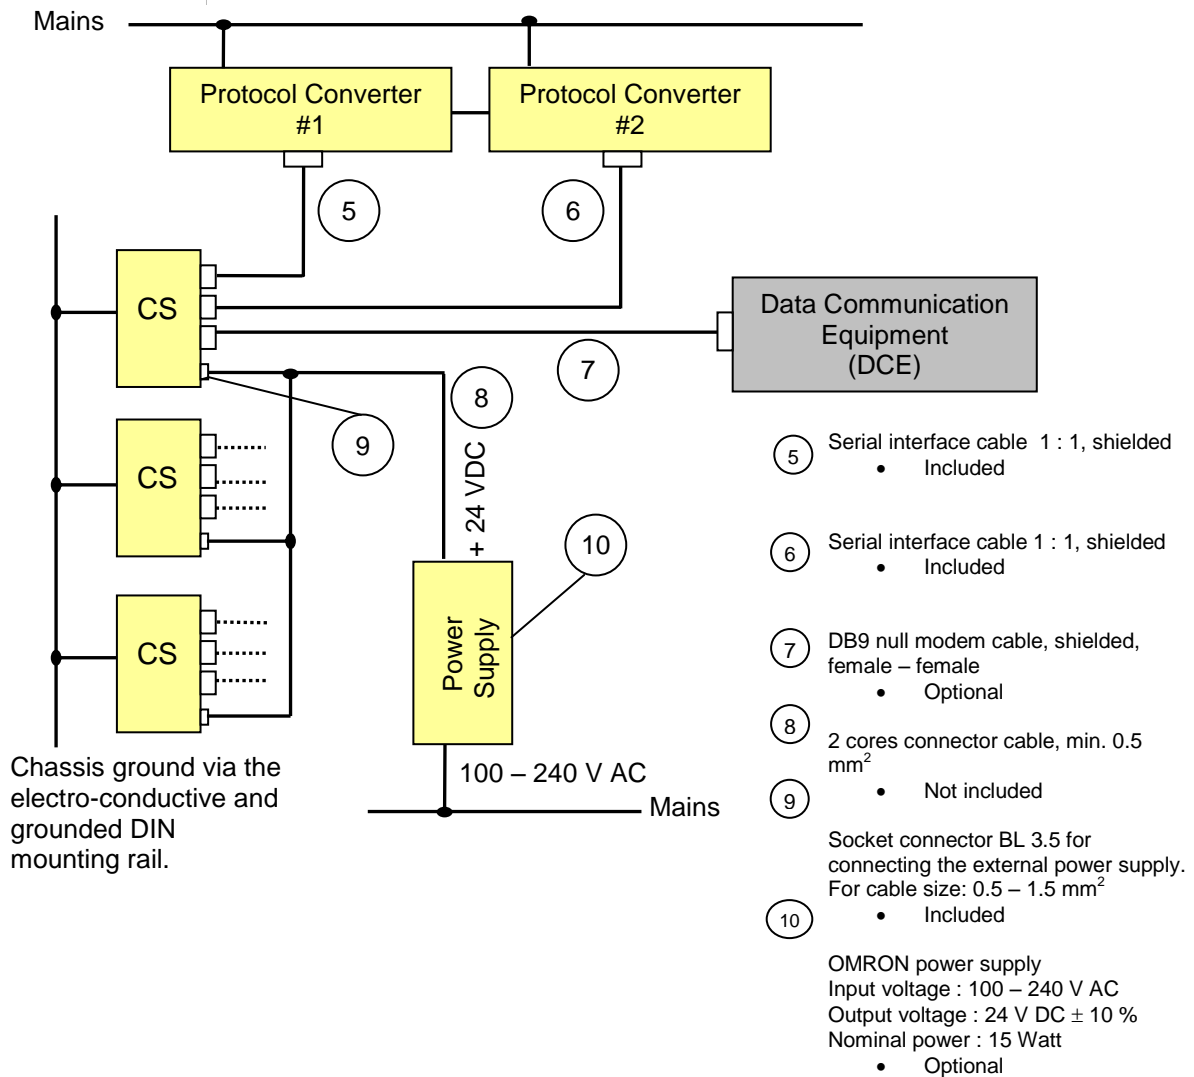 Mains
Protocol Converter
#1
Protocol Converter
#2
5
6
CS
Data Communication
Equipment
(DCE)
7
8
9
CS
+ 24 VDC
10
CS
Power
Supply
100 – 240 V AC
Mains
Chassis ground via the
electro-conductive and
grounded DIN
mounting rail.
5
Serial interface cable 1 : 1, shielded
• Included
6
Serial interface cable 1 : 1, shielded
• Included
7
DB9 null modem cable, shielded,
female – female
• Optional
8
2 cores connector cable, min. 0.5
mm²
• Not included
9
Socket connector BL 3.5 for
connecting the external power supply.
For cable size: 0.5 – 1.5 mm²
• Included
10
OMRON power supply
Input voltage : 100 – 240 V AC
Output voltage : 24 V DC ± 10 %
Nominal power : 15 Watt
• Optional